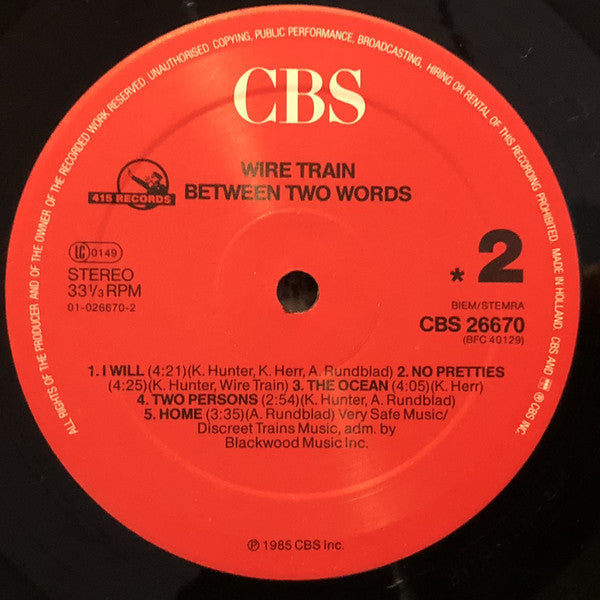 ALL RIGHTS OF THE PRODUCER AND OF THE OWNER OF THE RECORDED WORK RESERVED. UNAUTHORISED COPYING, PUBLIC PERFORMANCE, BROADCASTING, HIRING OR RENTAL OF THIS RECORDING PROHIBITED. MADE IN HOLLAND. CBS AND ℗ CBS INC.
CBS
WIRE TRAIN
BETWEEN TWO WORDS
415 RECORDS
LC 0149
STEREO
33⅓ RPM
01-026670-2
* 2
BIEM/STEMRA
CBS 26670
(BFC 40129)
1. I WILL (4:21) (K. Hunter, K. Herr, A. Rundblad) 2. NO PRETTIES
(4:25) (K. Hunter, Wire Train) 3. THE OCEAN (4:05) (K. Herr)
4. TWO PERSONS (2:54) (K. Hunter, A. Rundblad)
5. HOME (3:35) (A. Rundblad) Very Safe Music/
Discreet Trains Music, adm. by
Blackwood Music Inc.
℗ 1985 CBS Inc.